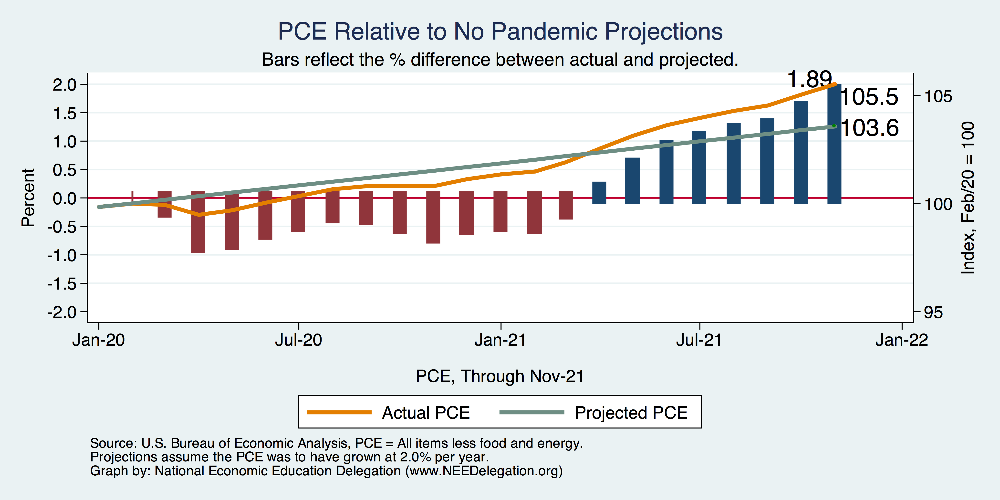 PCE Relative to No Pandemic Projections
Bars reflect the % difference between actual and projected.
1.89
105.5
103.6
2.0
1.5
1.0
0.5
0.0
-0.5
-1.0
-1.5
-2.0
Percent
105
100
95
Index, Feb/20 = 100
Jan-20 Jul-20 Jan-21 Jul-21 Jan-22
PCE, Through Nov-21
Actual PCE Projected PCE
Source: U.S. Bureau of Economic Analysis, PCE = All items less food and energy.
Projections assume the PCE was to have grown at 2.0% per year.
Graph by: National Economic Education Delegation (www.NEEDelegation.org)